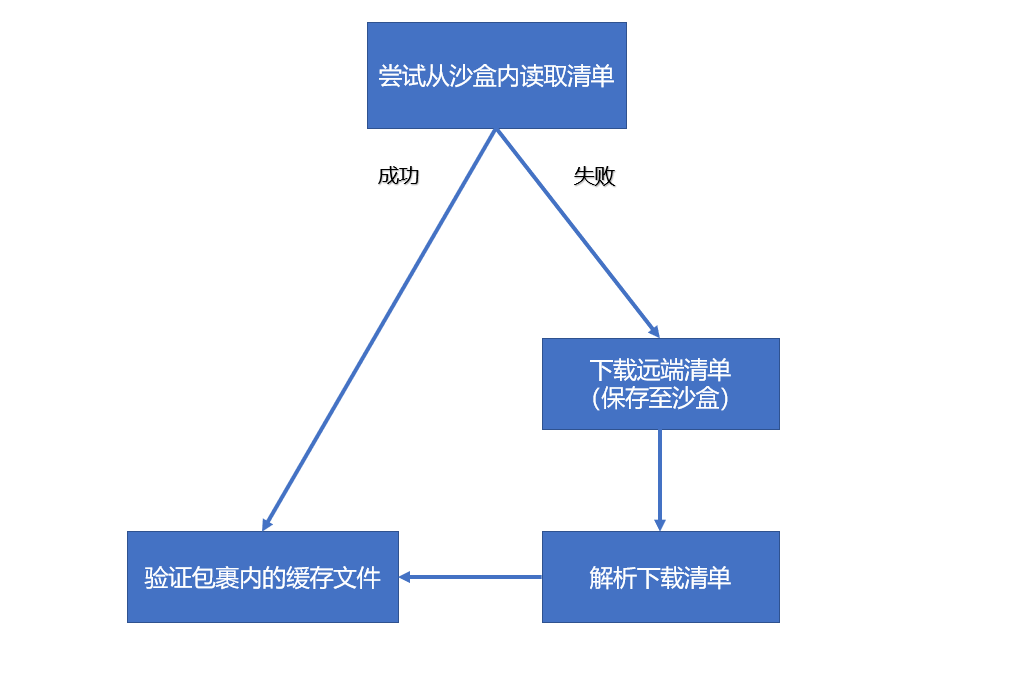 尝试从沙盒内读取清单
成功
失败
下载远端清单
（保存至沙盒）
验证包裹内的缓存文件
解析下载清单